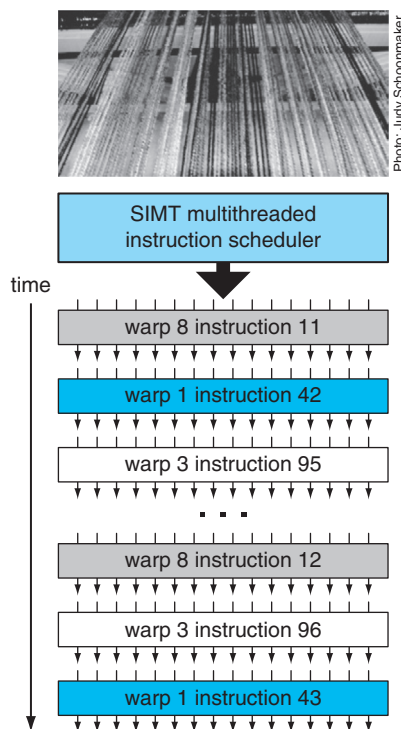 Photo: Judy Schoonmaker
SIMT multithreaded
instruction scheduler
time
warp 8 instruction 11
warp 1 instruction 42
warp 3 instruction 95
. . .
warp 8 instruction 12
warp 3 instruction 96
warp 1 instruction 43